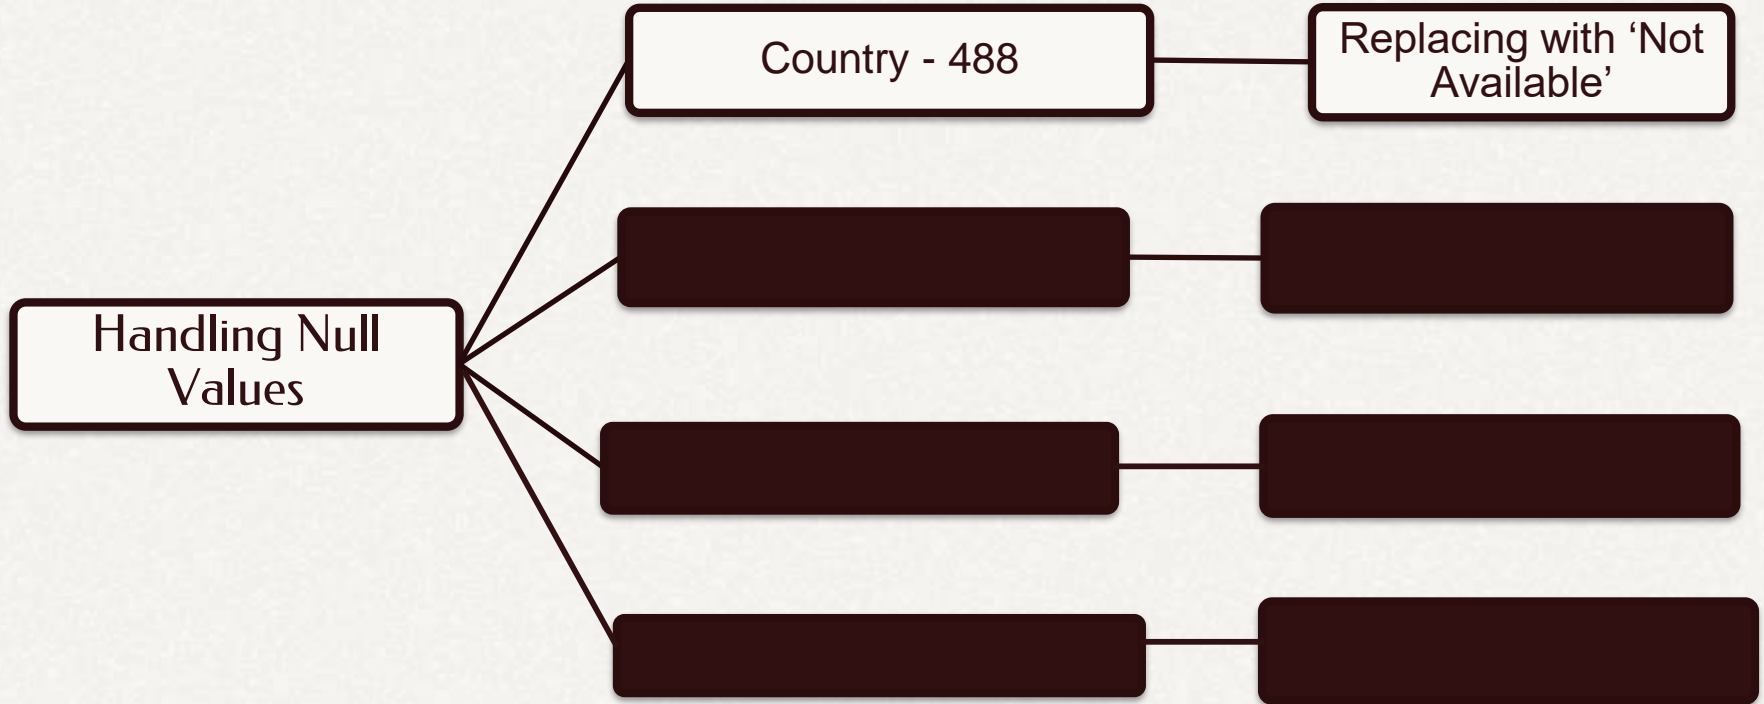 Country - 488
Replacing with ‘Not
Available’
Handling Null
Values